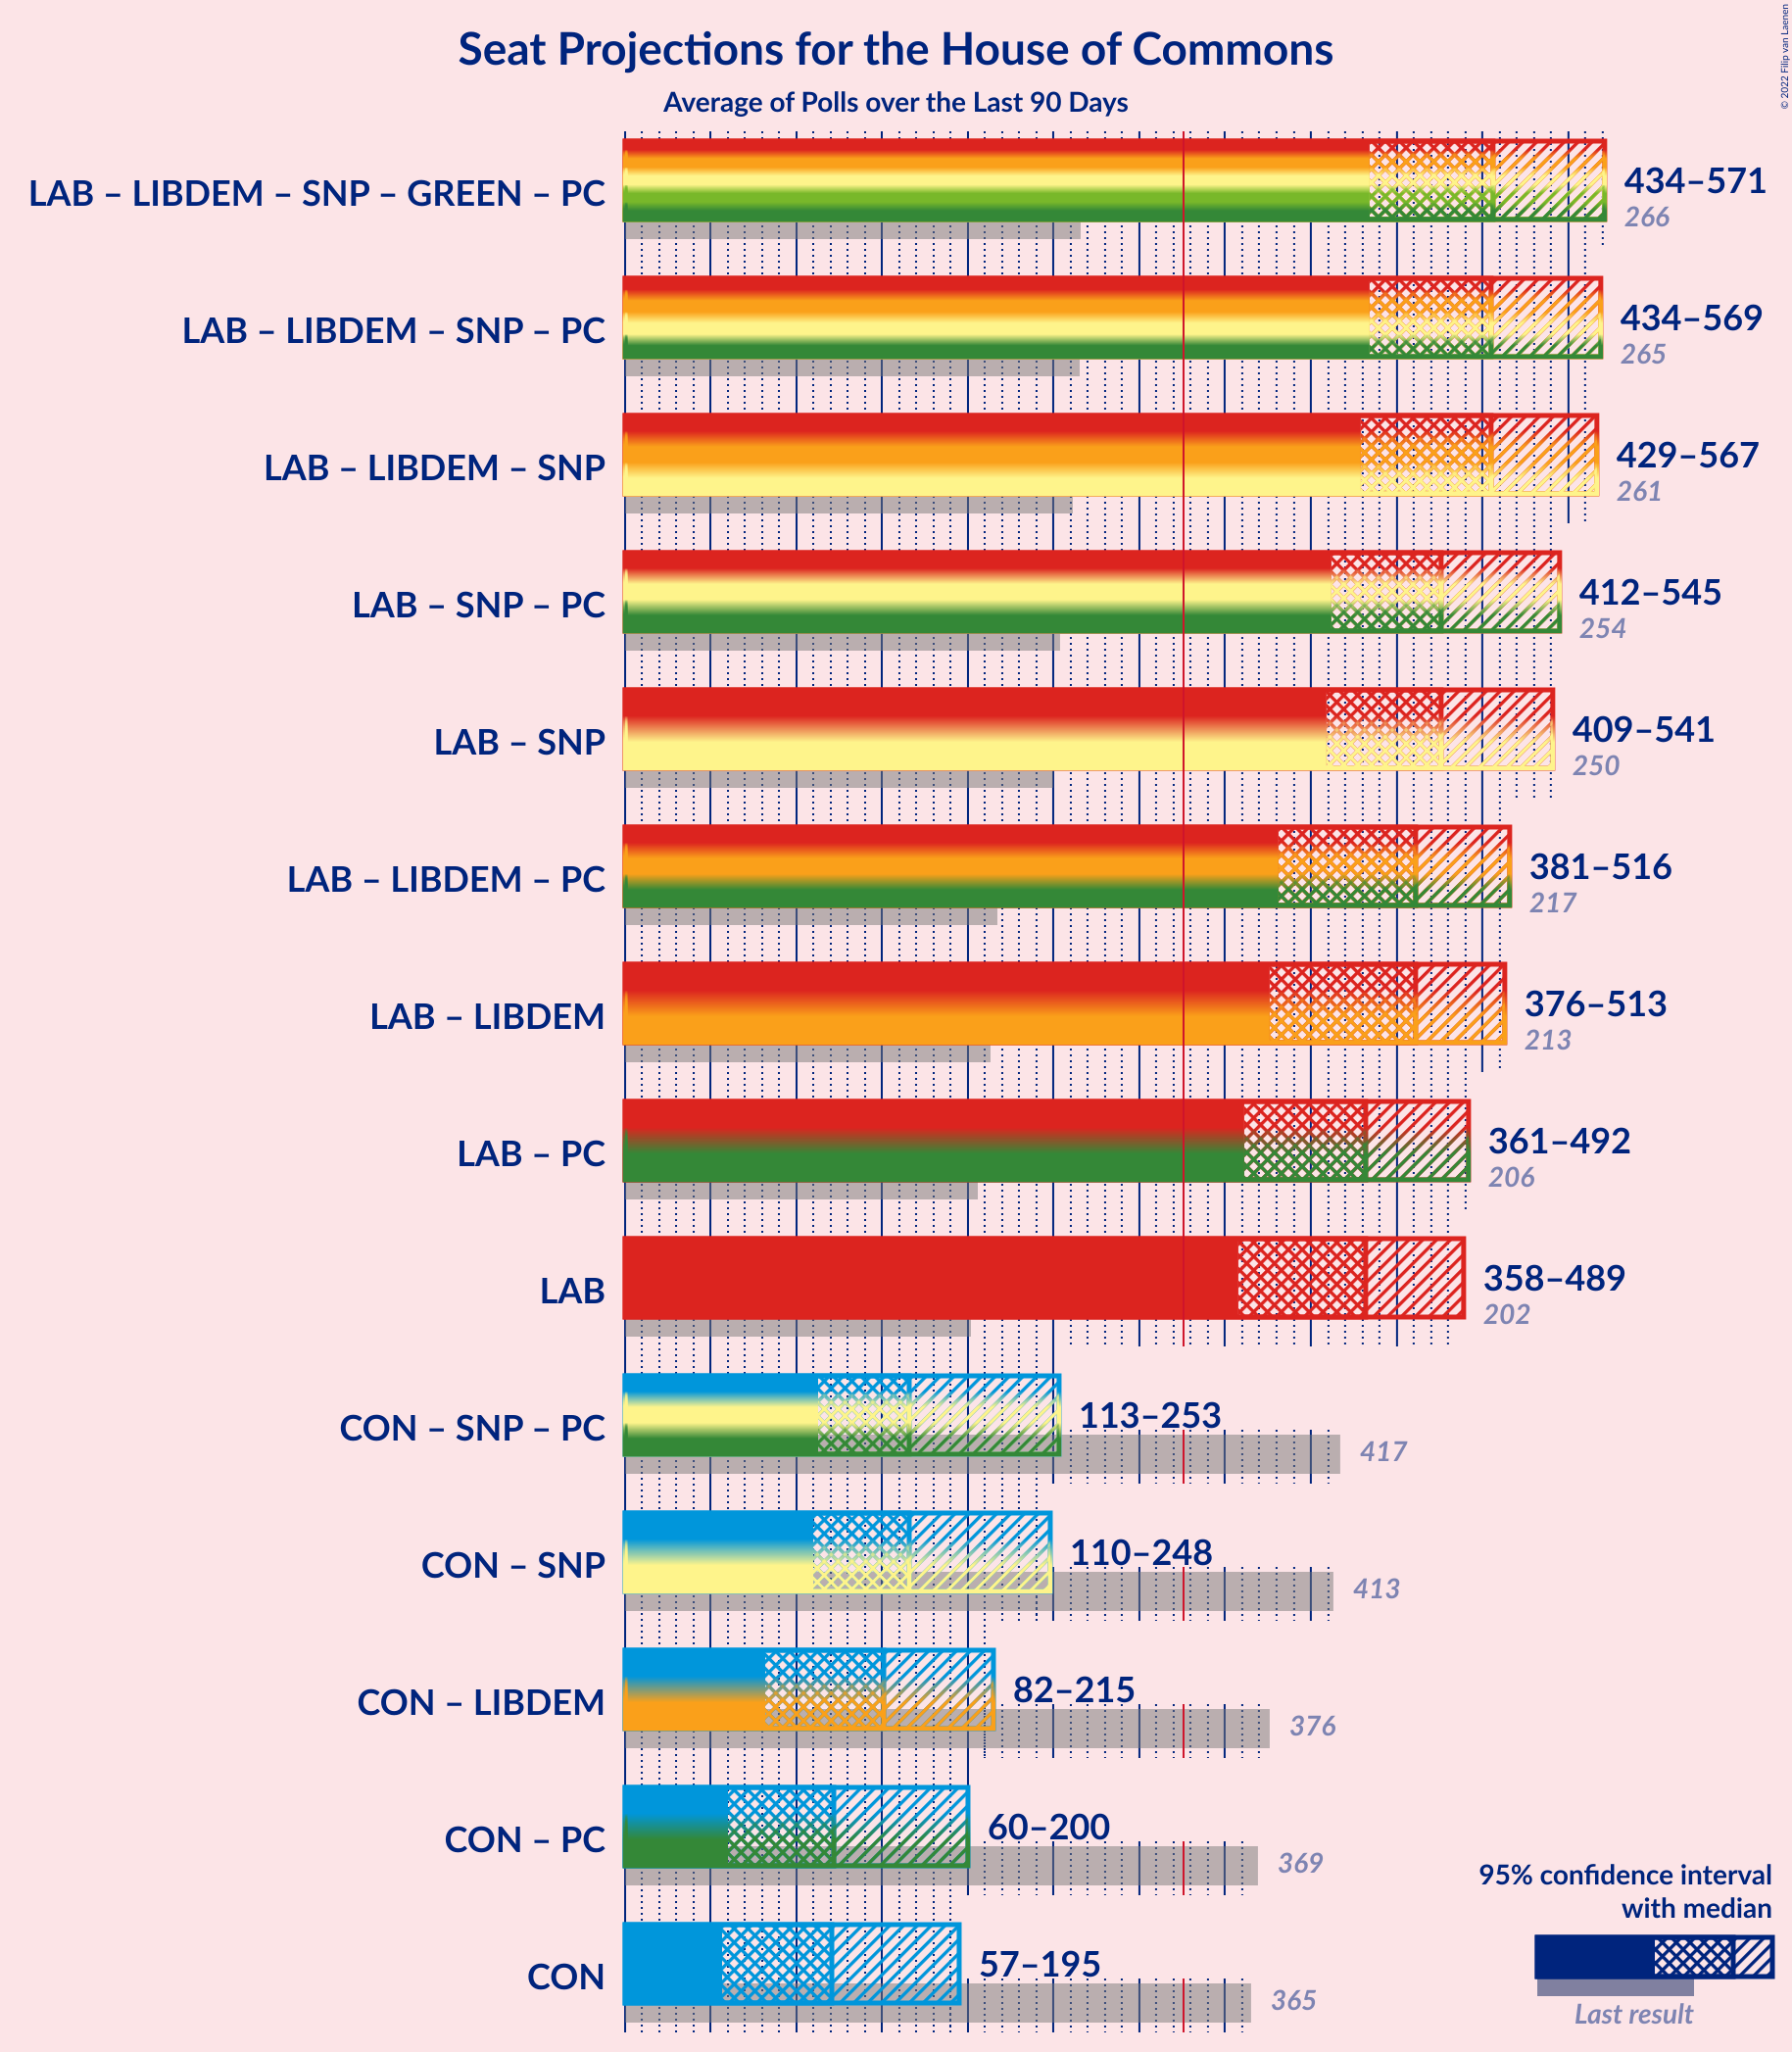 © 2022 Filip van Laenen
Seat Projections for the House of Commons
Average of Polls over the Last 90 Days
LAB – LIBDEM – SNP – GREEN – PC
434–571
266
LAB – LIBDEM – SNP – PC
434–569
265
LAB – LIBDEM – SNP
429–567
261
LAB – SNP – PC
412–545
254
LAB – SNP
409–541
250
LAB – LIBDEM – PC
381–516
217
LAB – LIBDEM
376–513
213
LAB – PC
361–492
206
LAB
358–489
202
CON – SNP – PC
113–253
417
CON – SNP
110–248
413
CON – LIBDEM
82–215
376
CON – PC
60–200
369
CON
57–195
365
95% confidence interval
with median
Last result